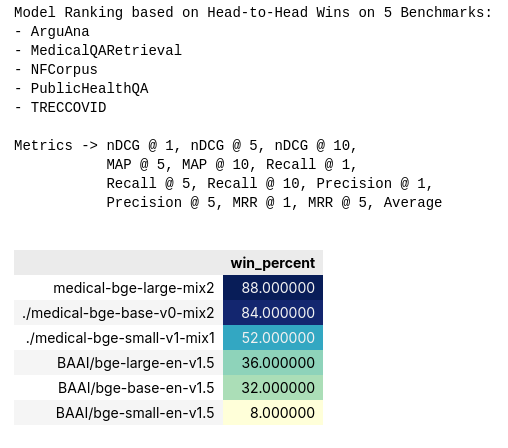 Model Ranking based on Head-to-Head Wins on 5 Benchmarks:
- ArguAna
- MedicalQARetrieval
- NFCorpus
- PublicHealthQA
- TRECCOVID
Metrics -> nDCG @ 1, nDCG @ 5, nDCG @ 10,
MAP @ 5, MAP @ 10, Recall @ 1,
Recall @ 5, Recall @ 10, Precision @ 1,
Precision @ 5, MRR @ 1, MRR @ 5, Average
win_percent
medical-bge-large-mix2 88.000000
./medical-bge-base-v0-mix2 84.000000
./medical-bge-small-v1-mix1 52.000000
BAAI/bge-large-en-v1.5 36.000000
BAAI/bge-base-en-v1.5 32.000000
BAAI/bge-small-en-v1.5 8.000000